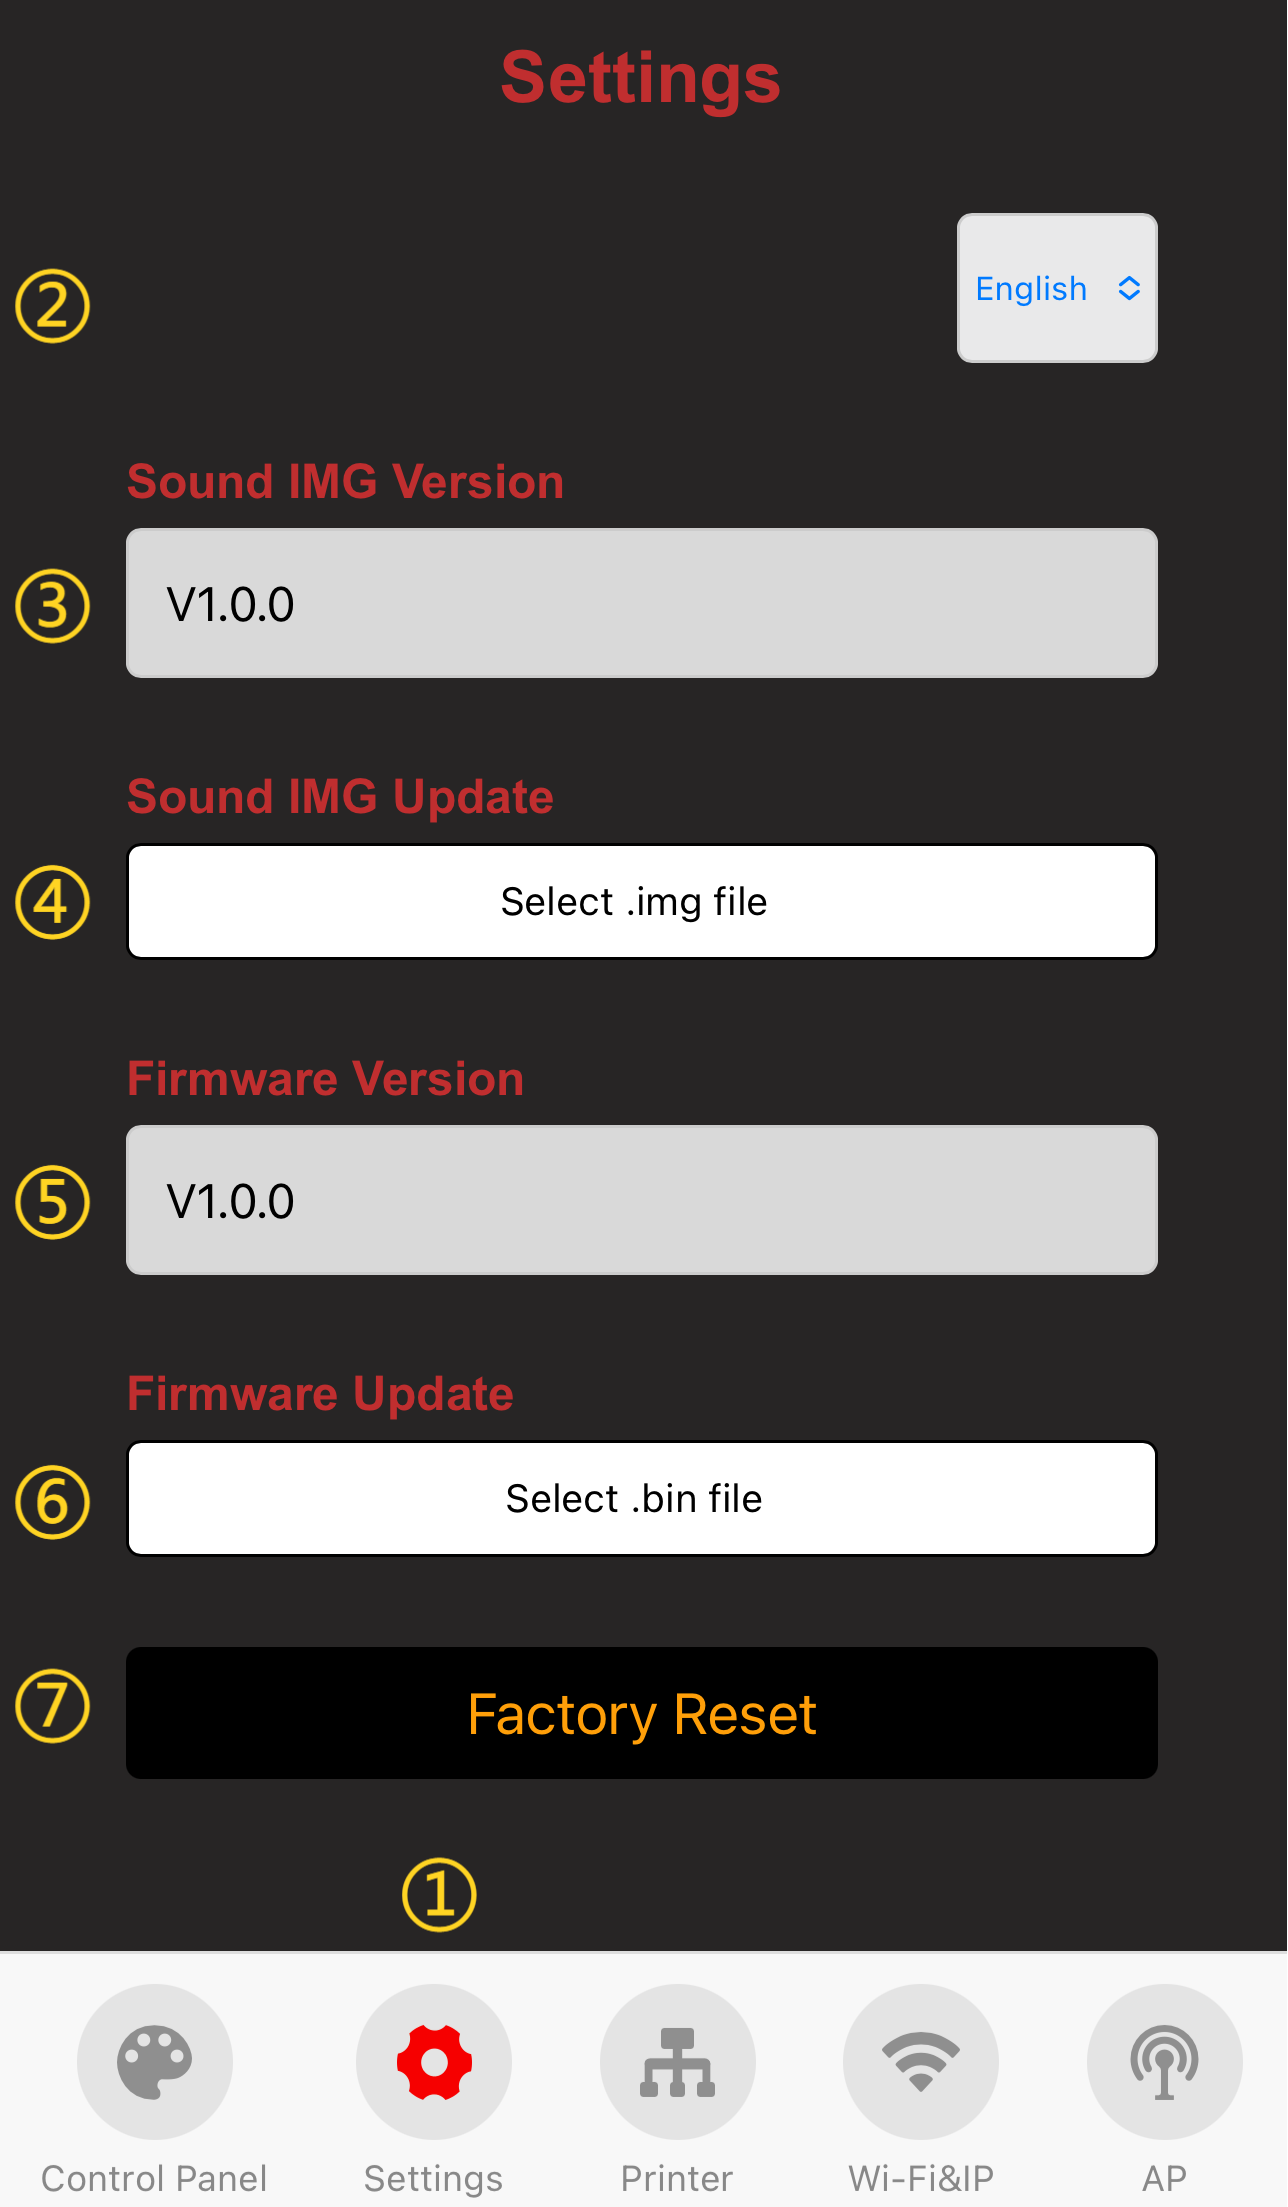 Settings
② English
Sound IMG Version
③ V1.0.0
Sound IMG Update
④ Select .img file
Firmware Version
⑤ V1.0.0
Firmware Update
⑥ Select .bin file
⑦ Factory Reset
①
Control Panel Settings Printer Wi-Fi&IP AP